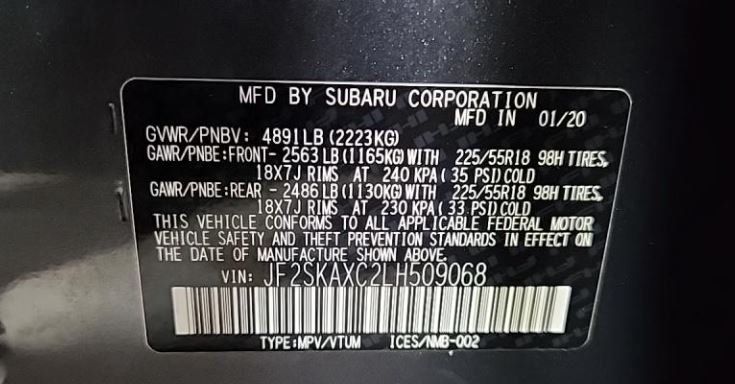 MFD BY SUBARU CORPORATION
MFD IN 01/20
GVWR/PNBV: 4891LB (2223KG)
GAWR/PNBE:FRONT- 2563 LB (1165KG) WITH 225/55R18 98H TIRES,
18X7J RIMS AT 240 KPA ( 35 PSI) COLD
GAWR/PNBE:REAR - 2486 LB (1130KG) WITH 225/55R18 98H TIRES,
18X7J RIMS AT 230 KPA ( 33 PSI) COLD
THIS VEHICLE CONFORMS TO ALL APPLICABLE FEDERAL MOTOR
VEHICLE SAFETY AND THEFT PREVENTION STANDARDS IN EFFECT ON
THE DATE OF MANUFACTURE SHOWN ABOVE.
VIN: JF2SKAXC2LH509068
TYPE:MPV/VTUM ICES/NMB-002